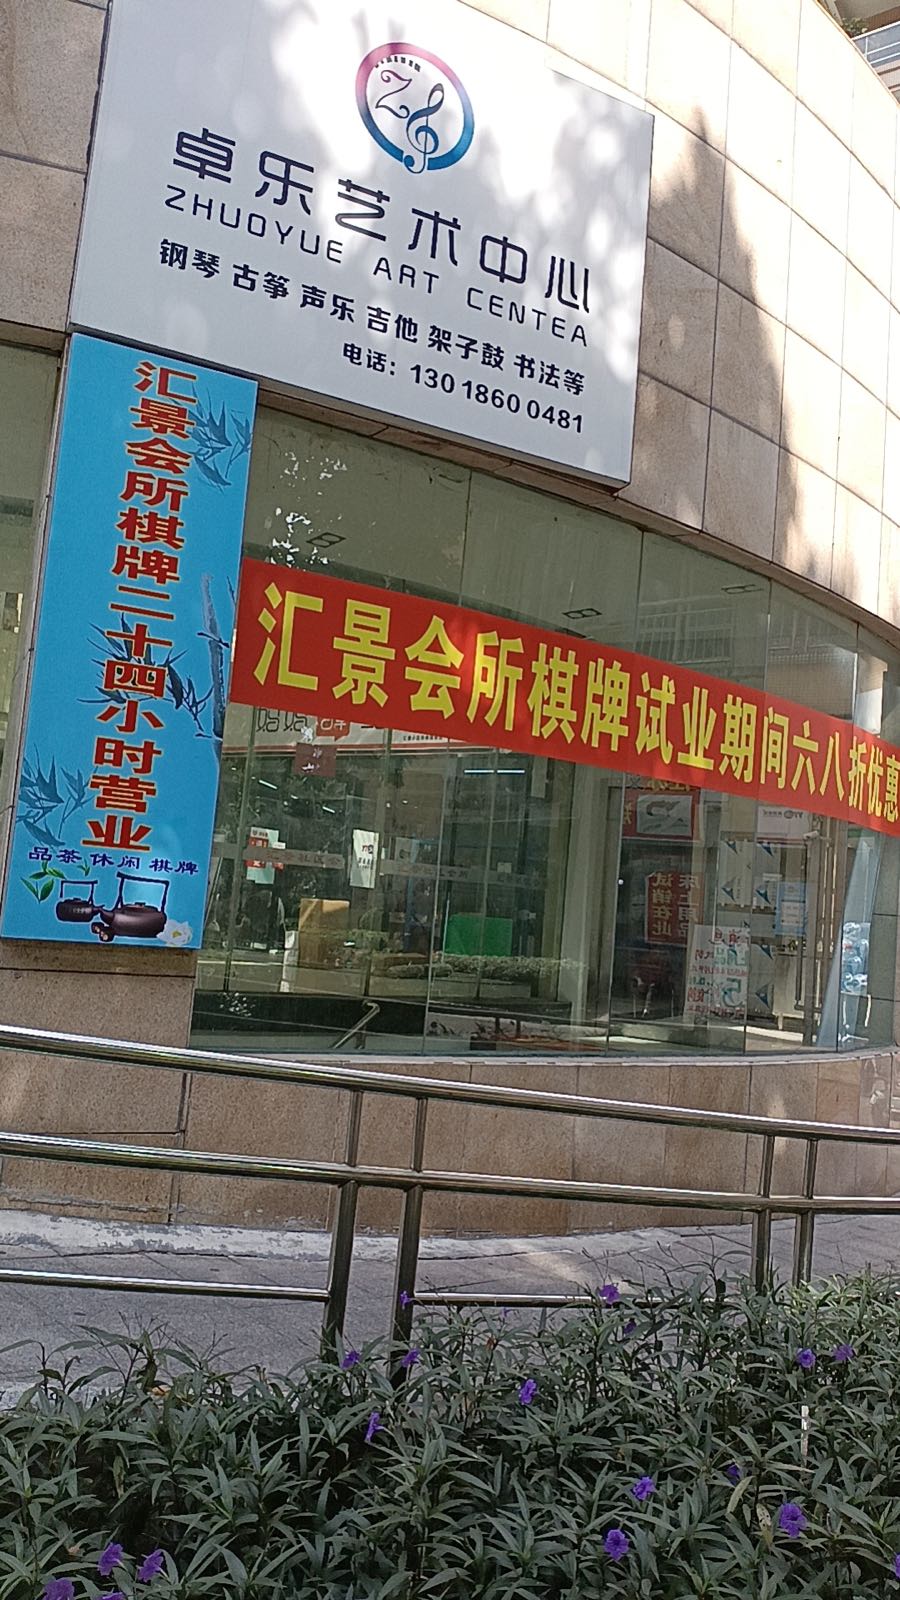 卓乐艺术中心
ZHUOYUE ART CENTEA
钢琴 古筝 声乐 吉他 架子鼓 书法等
电话：130 1860 0481
汇景会所棋牌二十四小时营业
品茶休闲棋牌
汇景会所棋牌试业期间六八折优惠